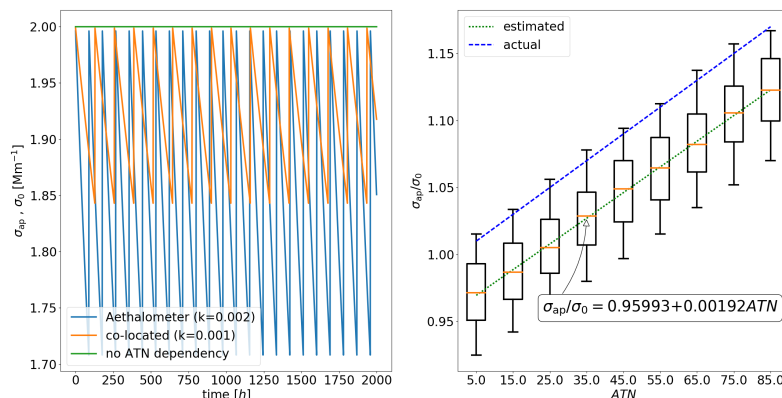 2.00
1.95
1.90
1.85
1.80
1.75
1.70
σap , σ0 [Mm−1]
Aethalometer (k=0.002)
co-located (k=0.001)
no ATN dependency
0 250 500 750 1000 1250 1500 1750 2000
time [h]
estimated
actual
1.15
1.10
1.05
1.00
0.95
σap/σ0
σap/σ0 = 0.95993+0.00192ATN
5.0 15.0 25.0 35.0 45.0 55.0 65.0 75.0 85.0
ATN